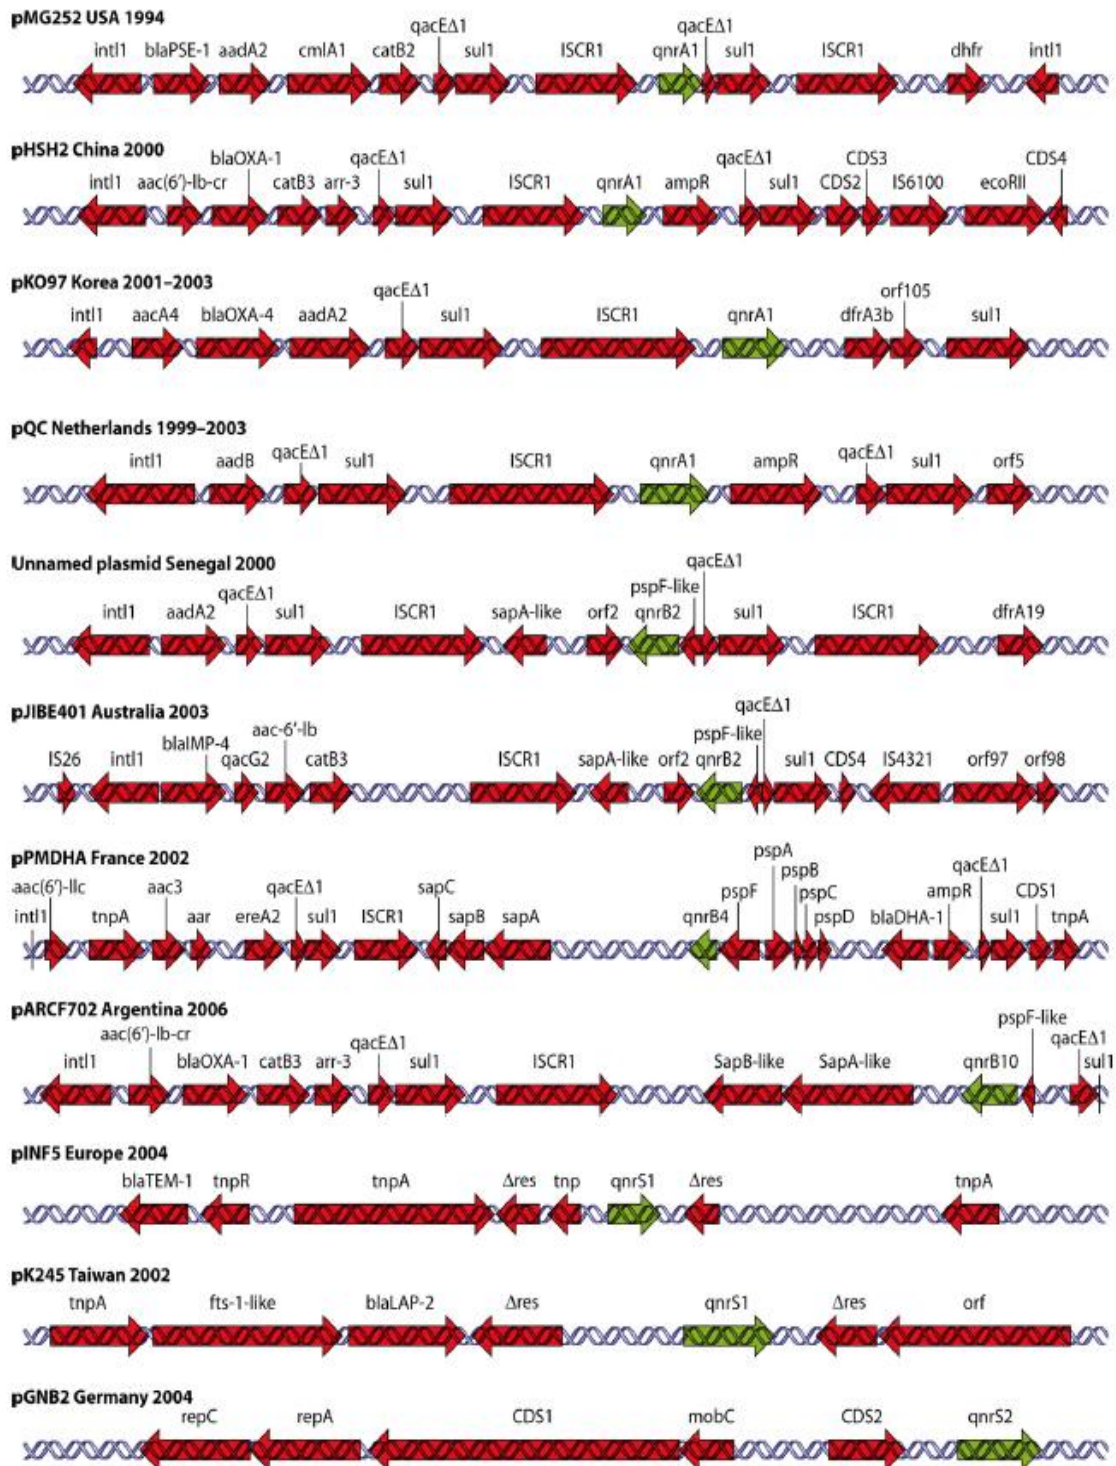 pMG252 USA 1994
qacEΔ1 qacEΔ1
intI1 blaPSE-1 aadA2 cmlA1 catB2 sul1 ISCR1 qnrA1 sul1 ISCR1 dhfr intI1
pHSH2 China 2000
blaOXA-1 qacEΔ1 qacEΔ1 CDS3 CDS4
intI1 aac(6')-Ib-cr catB3 arr-3 sul1 ISCR1 qnrA1 ampR sul1 CDS2 IS6100 ecoRII
pKO97 Korea 2001–2003
qacEΔ1 orf105
intI1 aacA4 blaOXA-4 aadA2 sul1 ISCR1 qnrA1 dfrA3b sul1
pQC Netherlands 1999–2003
qacEΔ1 qacEΔ1
intI1 aadB sul1 ISCR1 qnrA1 ampR sul1 orf5
Unnamed plasmid Senegal 2000
qacEΔ1
qacEΔ1 pspF-like
intI1 aadA2 sul1 ISCR1 sapA-like orf2 qnrB2 sul1 ISCR1 dfrA19
pJIBE401 Australia 2003
qacEΔ1
blaIMP-4 aac-6'-Ib pspF-like
IS26 intI1 qacG2 catB3 ISCR1 sapA-like orf2 qnrB2 sul1 CDS4 IS4321 orf97 orf98
pPMDHA France 2002
pspA
pspB qacEΔ1
aac(6')-IIc aac3 qacEΔ1 sapC pspF pspC ampR CDS1
intI1 tnpA aar ereA2 sul1 ISCR1 sapB sapA qnrB4 pspD blaDHA-1 sul1 tnpA
pARCF702 Argentina 2006
pspF-like
aac(6')-Ib-cr qacEΔ1 qacEΔ1
intI1 blaOXA-1 catB3 arr-3 sul1 ISCR1 SapB-like SapA-like qnrB10 sul1
pINF5 Europe 2004
blaTEM-1 tnpR tnpA Δres tnp qnrS1 Δres tnpA
pK245 Taiwan 2002
tnpA fts-1-like blaLAP-2 Δres qnrS1 Δres orf
pGNB2 Germany 2004
repC repA CDS1 mobC CDS2 qnrS2